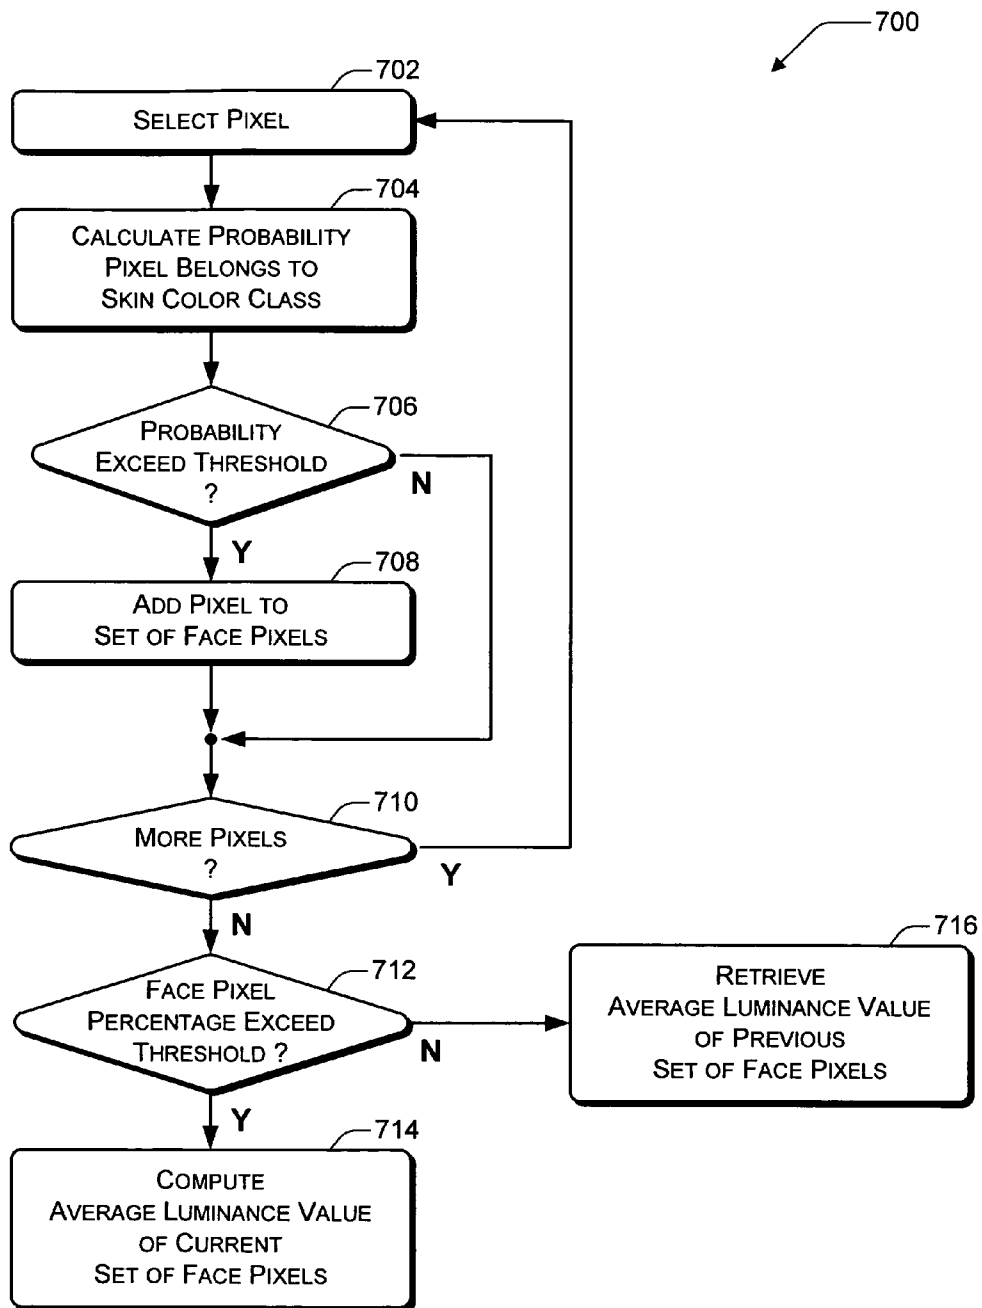 700
702
SELECT PIXEL
704
CALCULATE PROBABILITY
PIXEL BELONGS TO
SKIN COLOR CLASS
706
PROBABILITY
EXCEED THRESHOLD
?
N
Y
708
ADD PIXEL TO
SET OF FACE PIXELS
710
MORE PIXELS
?
Y
N
712
FACE PIXEL
PERCENTAGE EXCEED
THRESHOLD ?
N
Y
716
RETRIEVE
AVERAGE LUMINANCE VALUE
OF PREVIOUS
SET OF FACE PIXELS
714
COMPUTE
AVERAGE LUMINANCE VALUE
OF CURRENT
SET OF FACE PIXELS